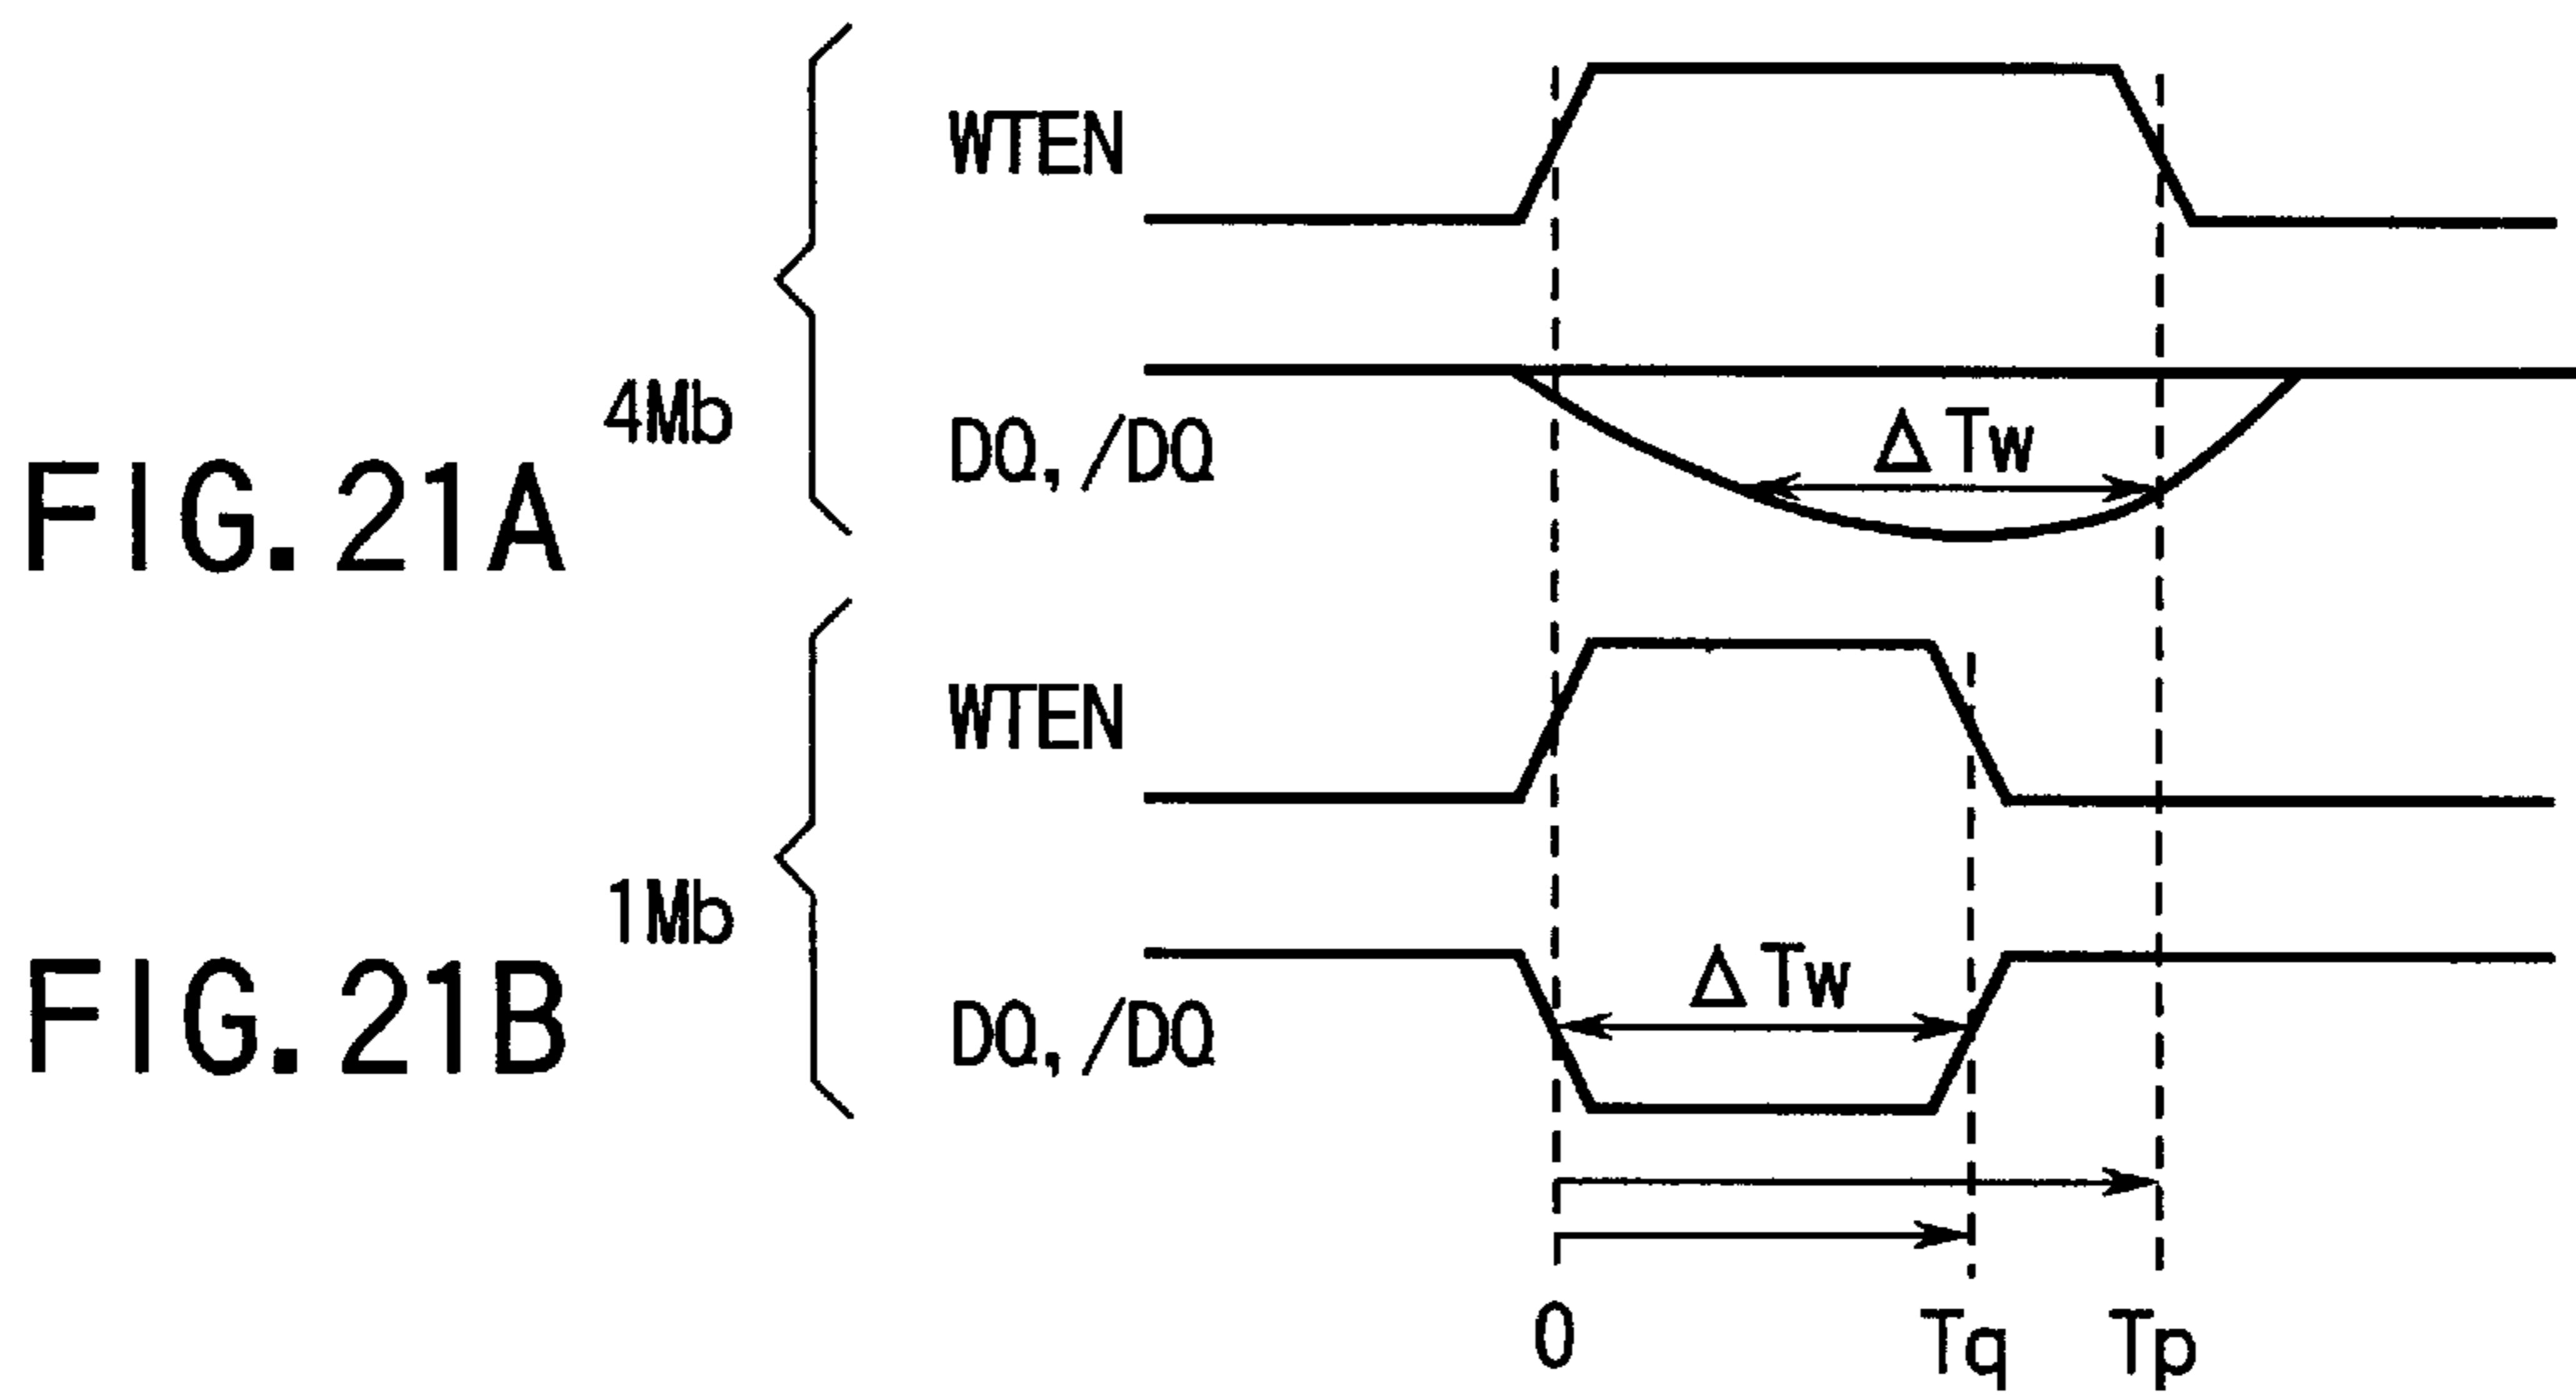 WTEN
4Mb
DQ, /DQ
ΔTw
FIG. 21A
WTEN
1Mb
DQ, /DQ
ΔTw
FIG. 21B
0
Tq
Tp